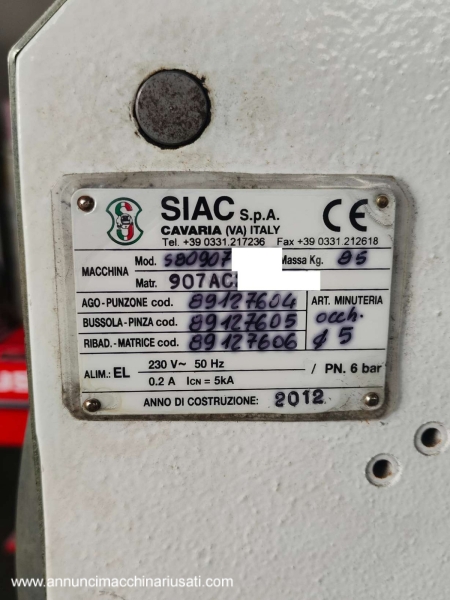 SIAC S.p.A.
CAVARIA (VA) ITALY
Tel. +39 0331.217236 Fax +39 0331.212618
CE
MACCHINA
Mod. S80907 Massa Kg. 85
Matr. 907AC
AGO-PUNZONE cod. 89127604
BUSSOLA-PINZA cod. 89127605
RIBAD.-MATRICE cod. 89127606
ART. MINUTERIA
occh.
ø 5
ALIM.: EL 230 V~ 50 Hz / PN. 6 bar
0.2 A ICN = 5kA
ANNO DI COSTRUZIONE: 2012
www.annuncimacchinariusati.com